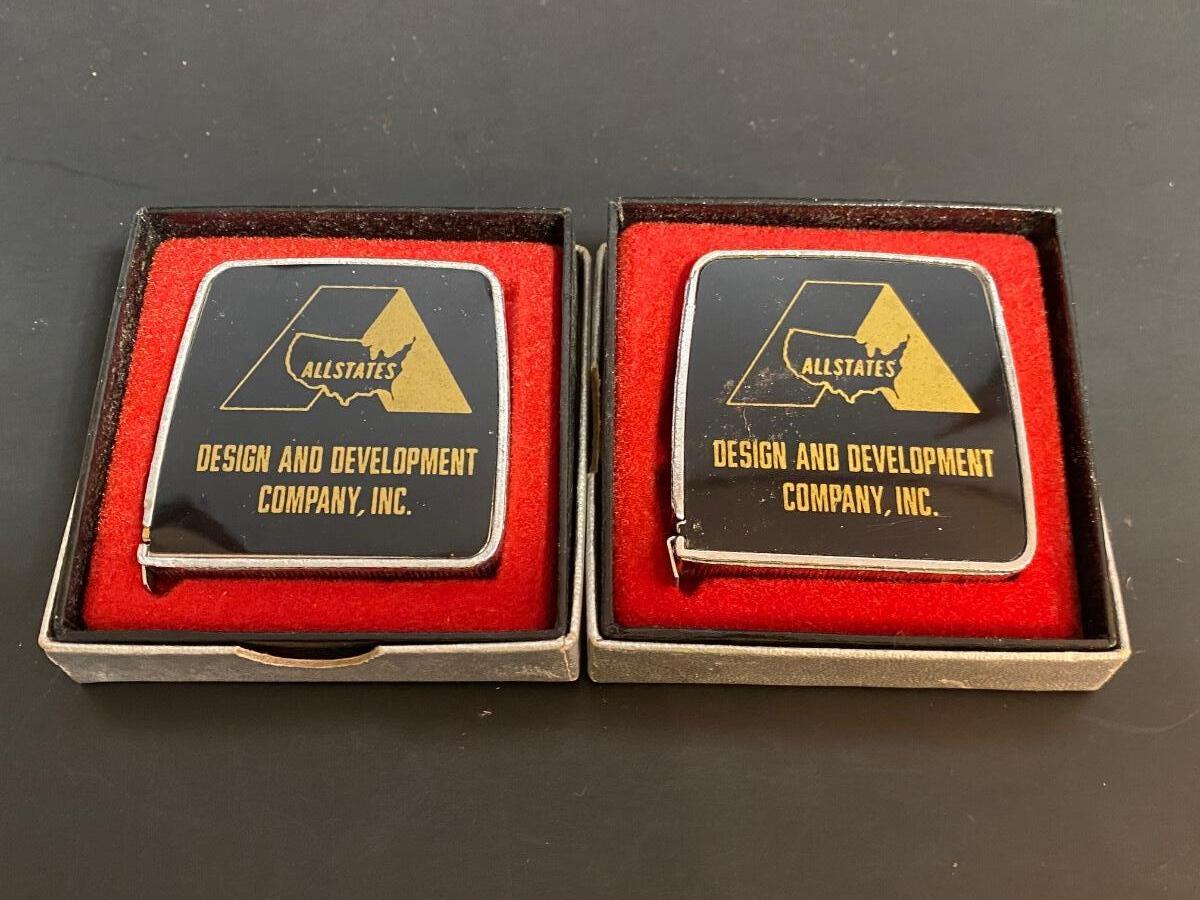 ALLSTATES
DESIGN AND DEVELOPMENT
COMPANY, INC.
ALLSTATES
DESIGN AND DEVELOPMENT
COMPANY, INC.